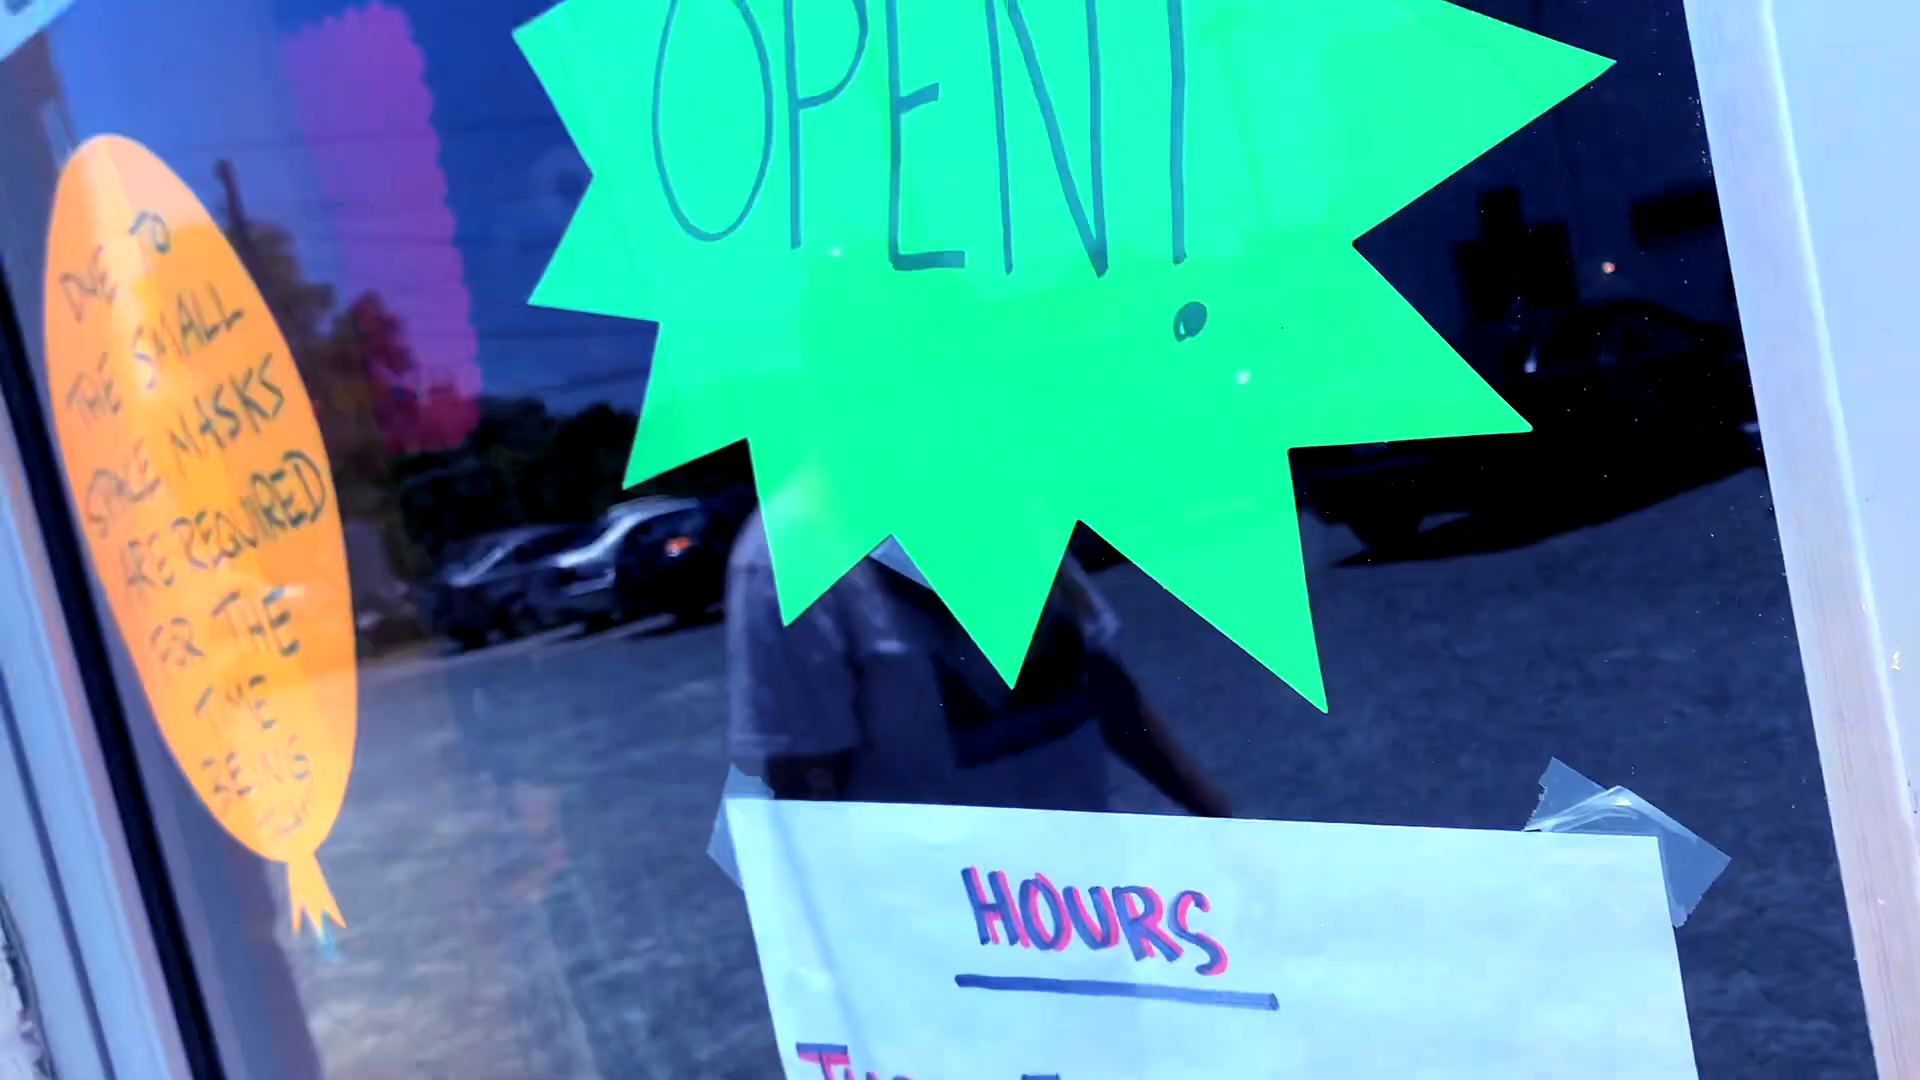 OPEN!
DUE TO
THE SMALL
SPACE MASKS
ARE REQUIRED
FOR THE
TIME
BEING
HOURS